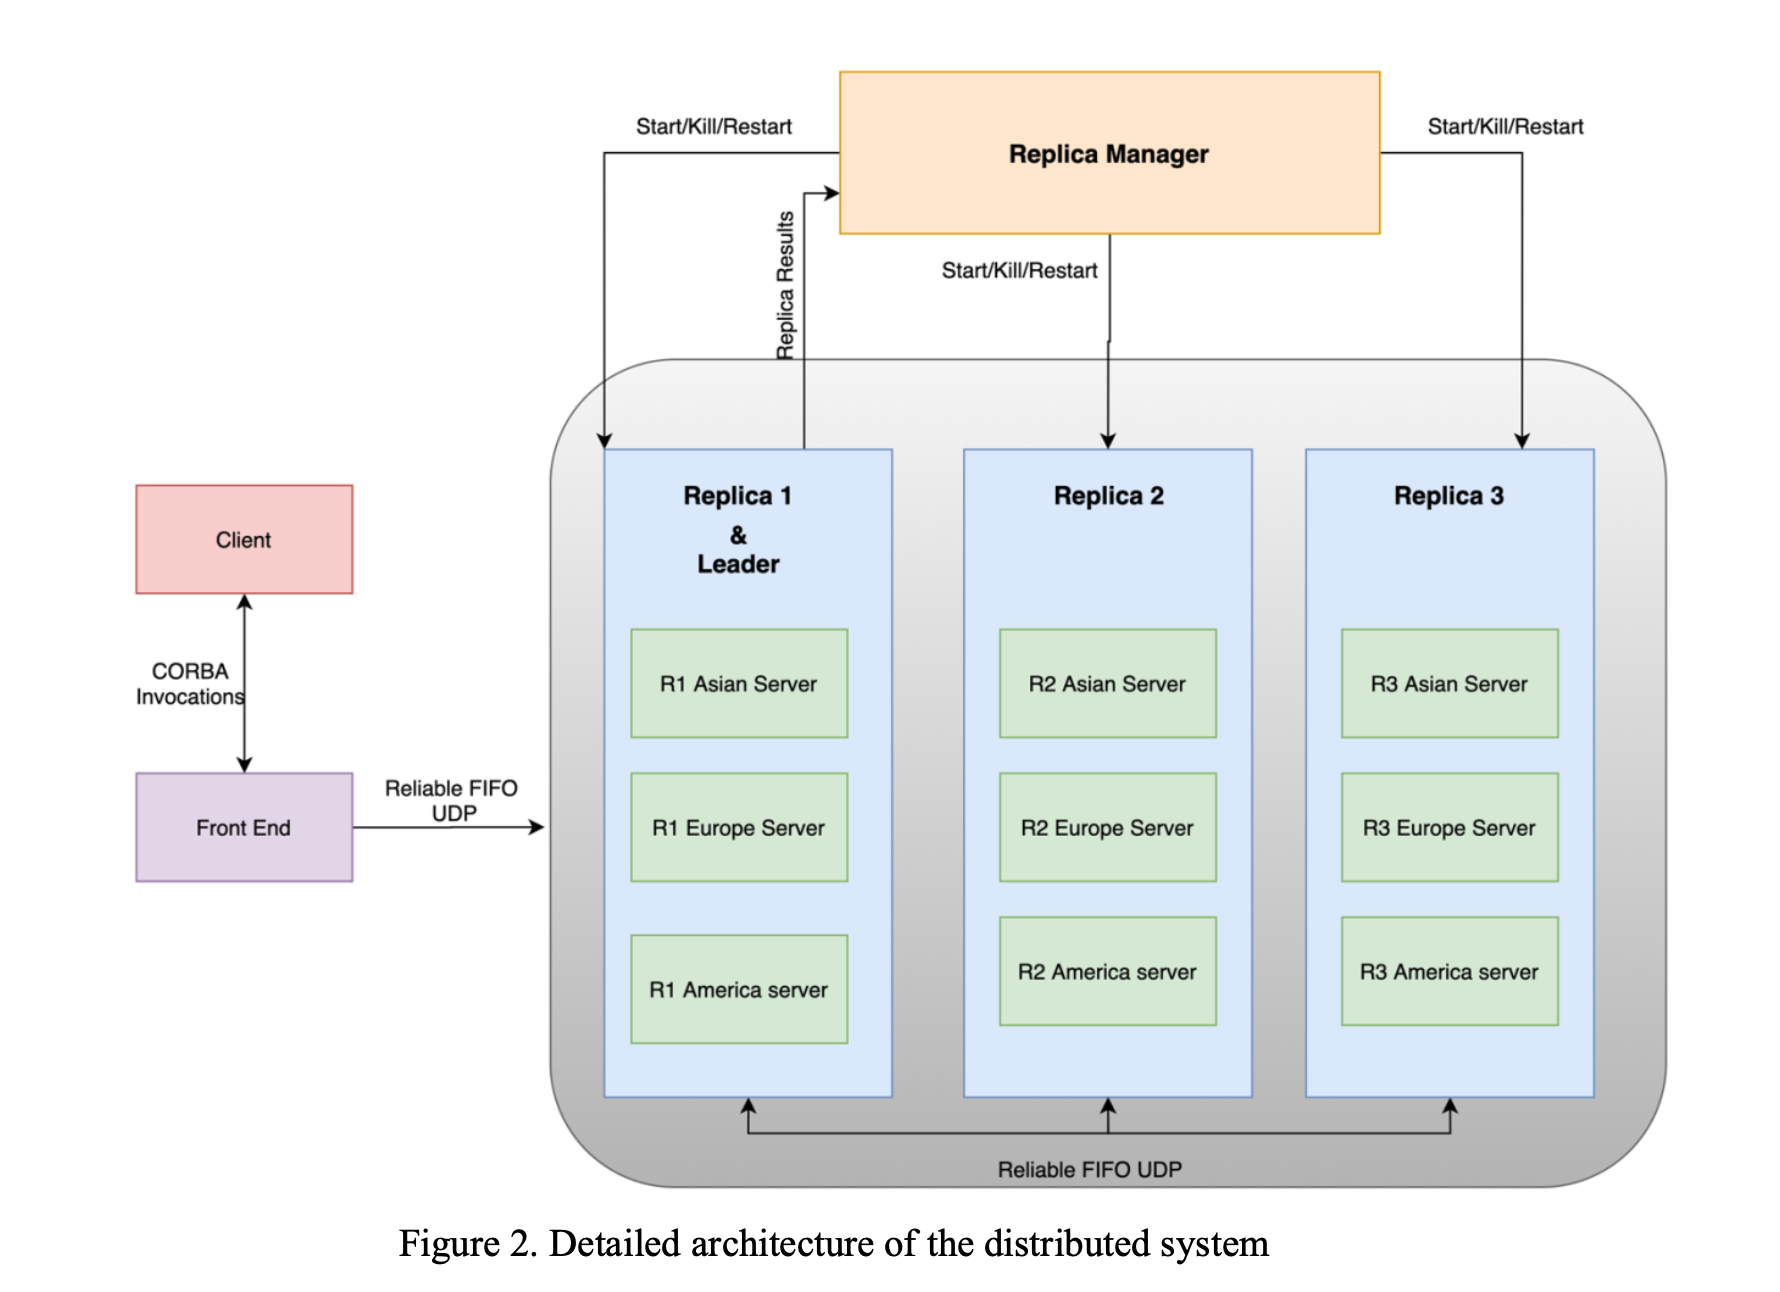 Start/Kill/Restart
Replica Manager
Start/Kill/Restart
Replica Results
Start/Kill/Restart
Client
CORBA
Invocations
Front End
Reliable FIFO
UDP
Replica 1
&
Leader
R1 Asian Server
R1 Europe Server
R1 America server
Replica 2
R2 Asian Server
R2 Europe Server
R2 America server
Replica 3
R3 Asian Server
R3 Europe Server
R3 America server
Reliable FIFO UDP
Figure 2. Detailed architecture of the distributed system